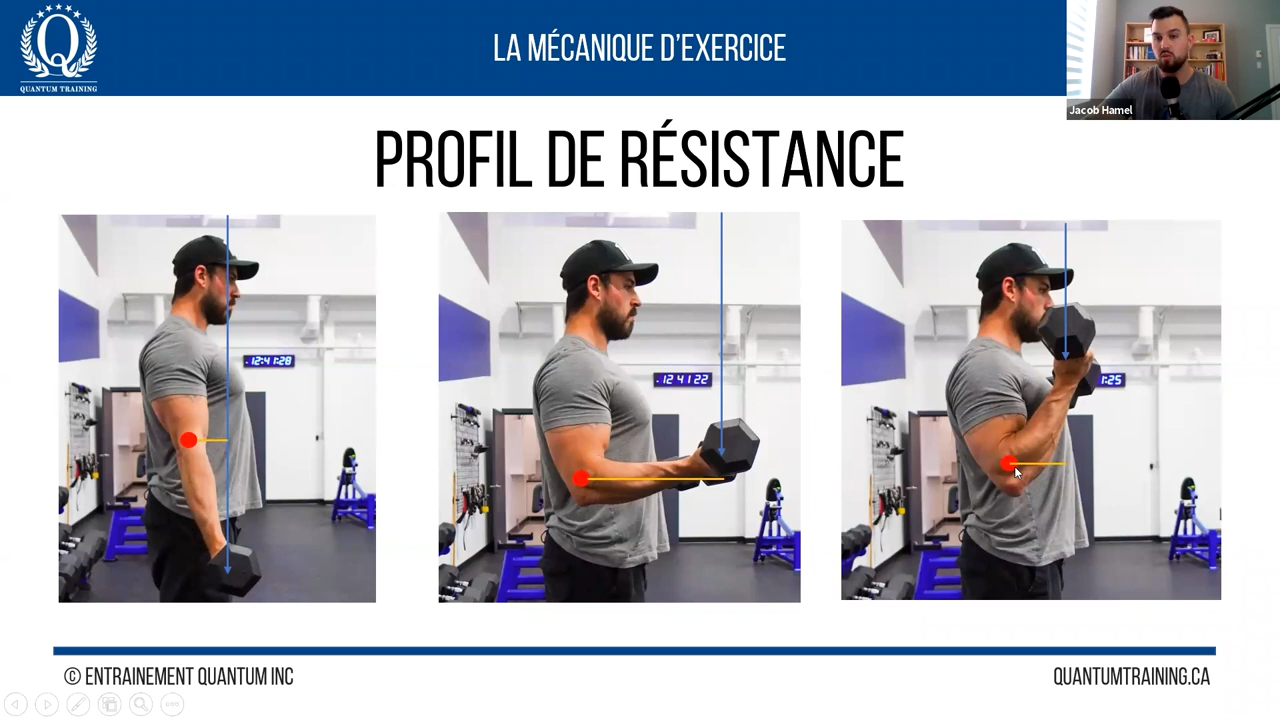 Q
QUANTUM TRAINING
LA MÉCANIQUE D'EXERCICE
Jacob Hamel
PROFIL DE RÉSISTANCE
12:41:28
12 41 22
1:25
© ENTRAINEMENT QUANTUM INC
QUANTUMTRAINING.CA